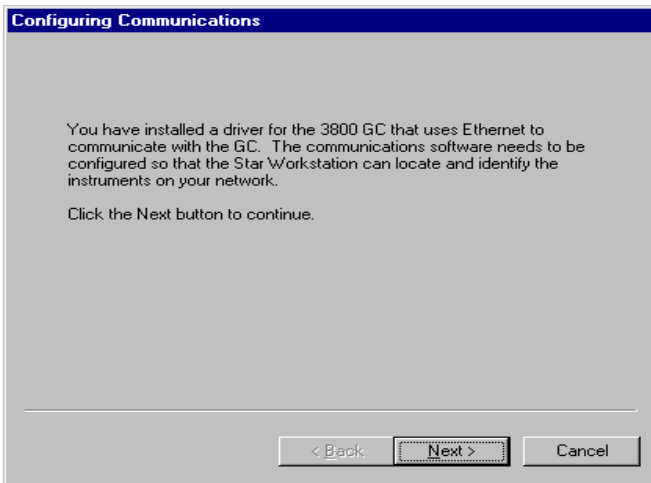 Configuring Communications
You have installed a driver for the 3800 GC that uses Ethernet to
communicate with the GC. The communications software needs to be
configured so that the Star Workstation can locate and identify the
instruments on your network.
Click the Next button to continue.
< Back Next > Cancel